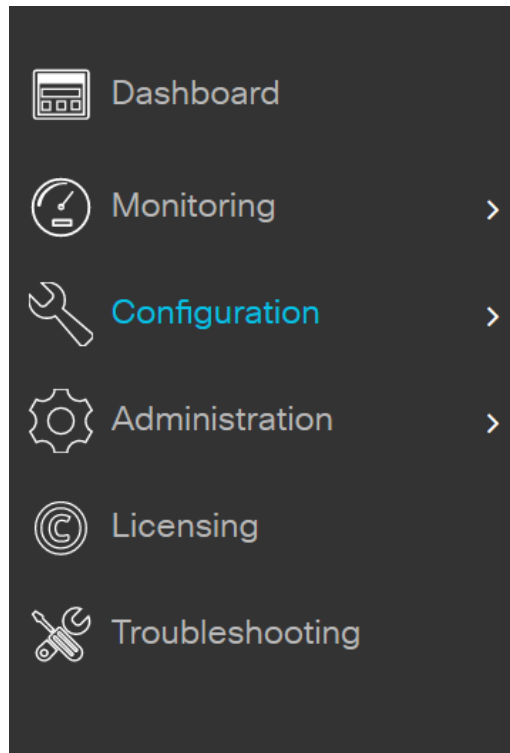 Dashboard
Monitoring
Configuration
Administration
Licensing
Troubleshooting